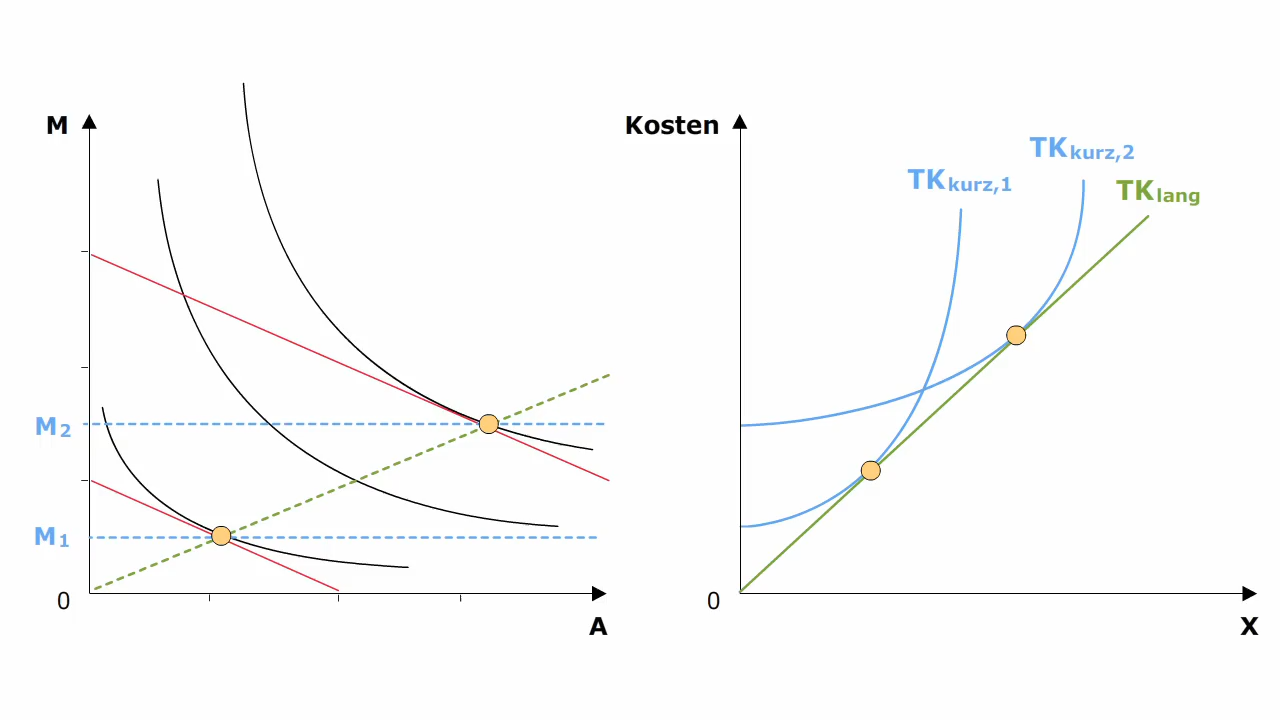 M
M₂
M₁
0
A
Kosten
TKkurz,1
TKkurz,2
TKlang
0
X